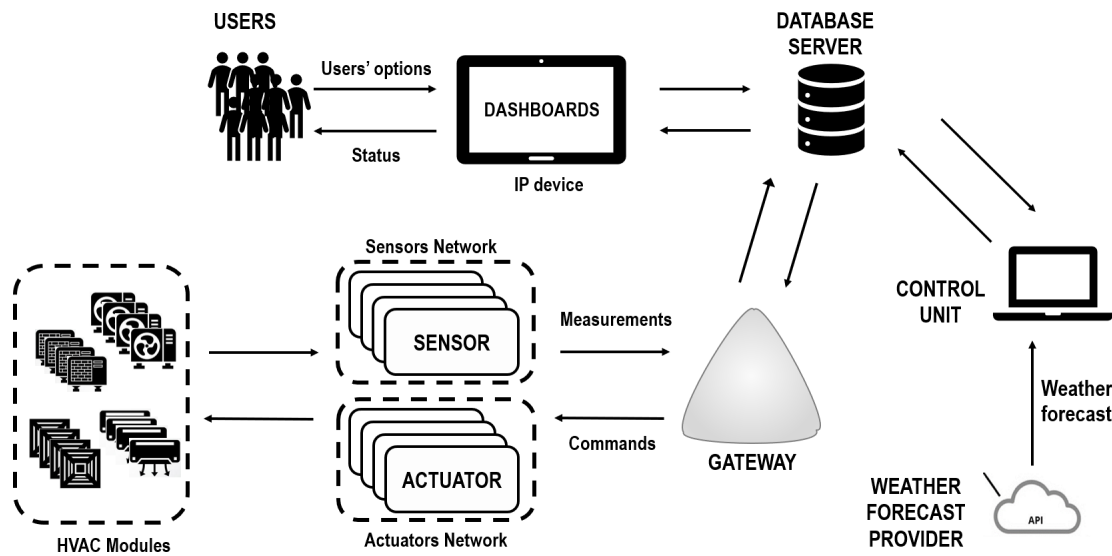 USERS
DATABASE
SERVER
Users' options
DASHBOARDS
Status
IP device
Sensors Network
SENSOR
Measurements
CONTROL
UNIT
Weather
forecast
ACTUATOR
Commands
GATEWAY
WEATHER
FORECAST
PROVIDER
API
HVAC Modules
Actuators Network